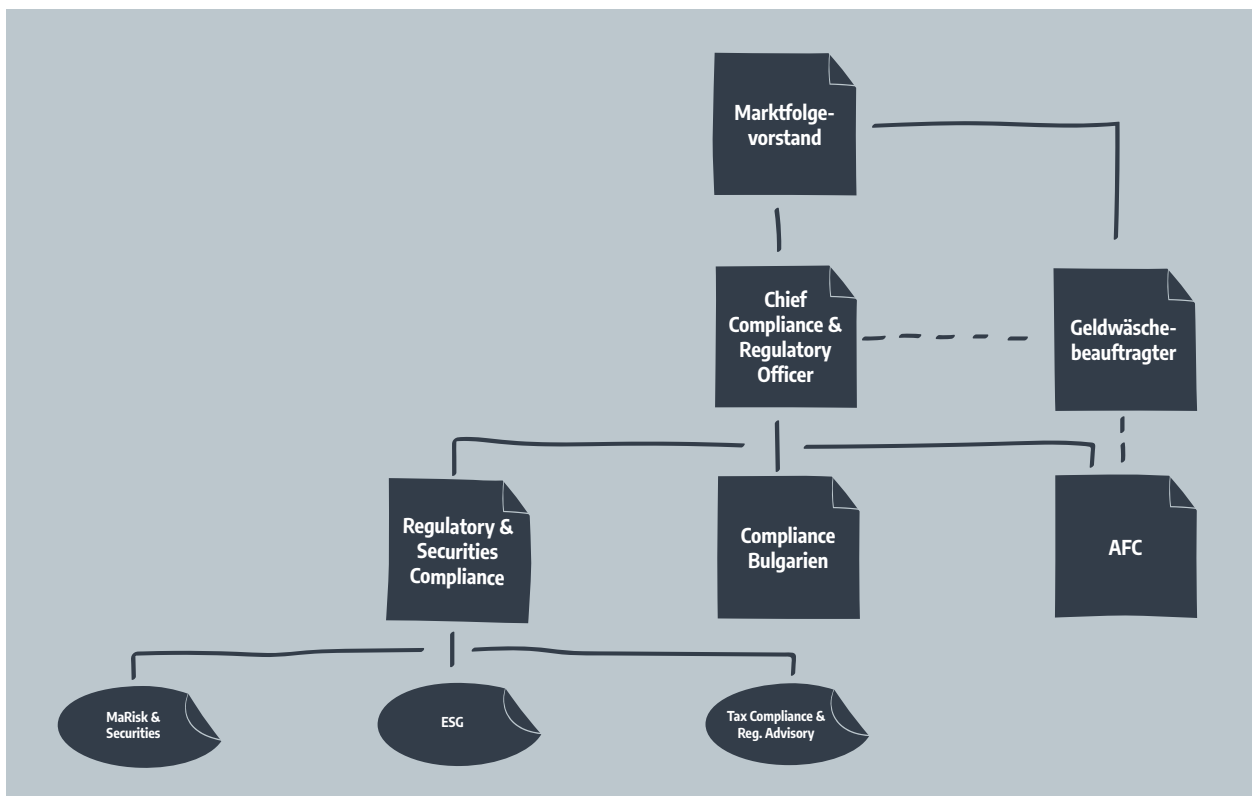 Marktfolge-
vorstand
Chief
Compliance &
Regulatory
Officer
Geldwäsche-
beauftragter
Regulatory &
Securities
Compliance
Compliance
Bulgarien
AFC
MaRisk &
Securities
ESG
Tax Compliance &
Reg. Advisory